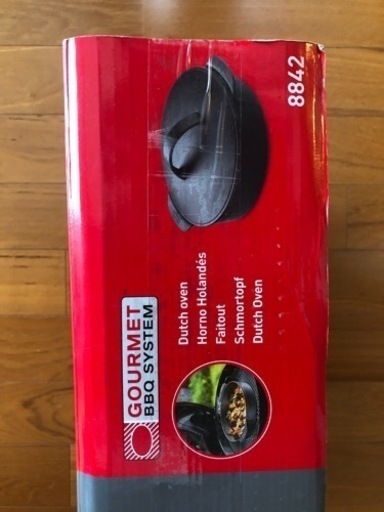 8842
Dutch oven
Horno Holandés
Faitout
Schmortopf
Dutch Oven
GOURMET
BBQ SYSTEM